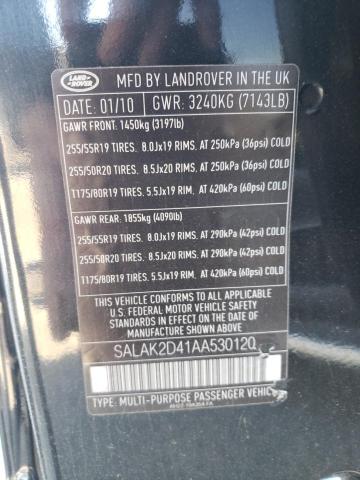 LAND-
ROVER
MFD BY LANDROVER IN THE UK
DATE: 01/10 GWR: 3240KG (7143LB)
GAWR FRONT: 1450kg (3197lb)
255/55R19 TIRES. 8.0Jx19 RIMS, AT 250kPa (36psi) COLD
255/50R20 TIRES. 8.5Jx20 RIMS, AT 250kPa (36psi) COLD
T175/80R19 TIRES. 5.5Jx19 RIM, AT 420kPa (60psi) COLD
GAWR REAR: 1855kg (4090lb)
255/55R19 TIRES. 8.0Jx19 RIMS, AT 290kPa (42psi) COLD
255/50R20 TIRES. 8.5Jx20 RIMS, AT 290kPa (42psi) COLD
T175/80R19 TIRES. 5.5Jx19 RIM, AT 420kPa (60psi) COLD
THIS VEHICLE CONFORMS TO ALL APPLICABLE
U.S. FEDERAL MOTOR VEHICLE SAFETY
STANDARDS IN EFFECT ON THE DATE
OF MANUFACTURE SHOWN ABOVE
SALAK2D41AA530120
TYPE: MULTI-PURPOSE PASSENGER VEHICLE